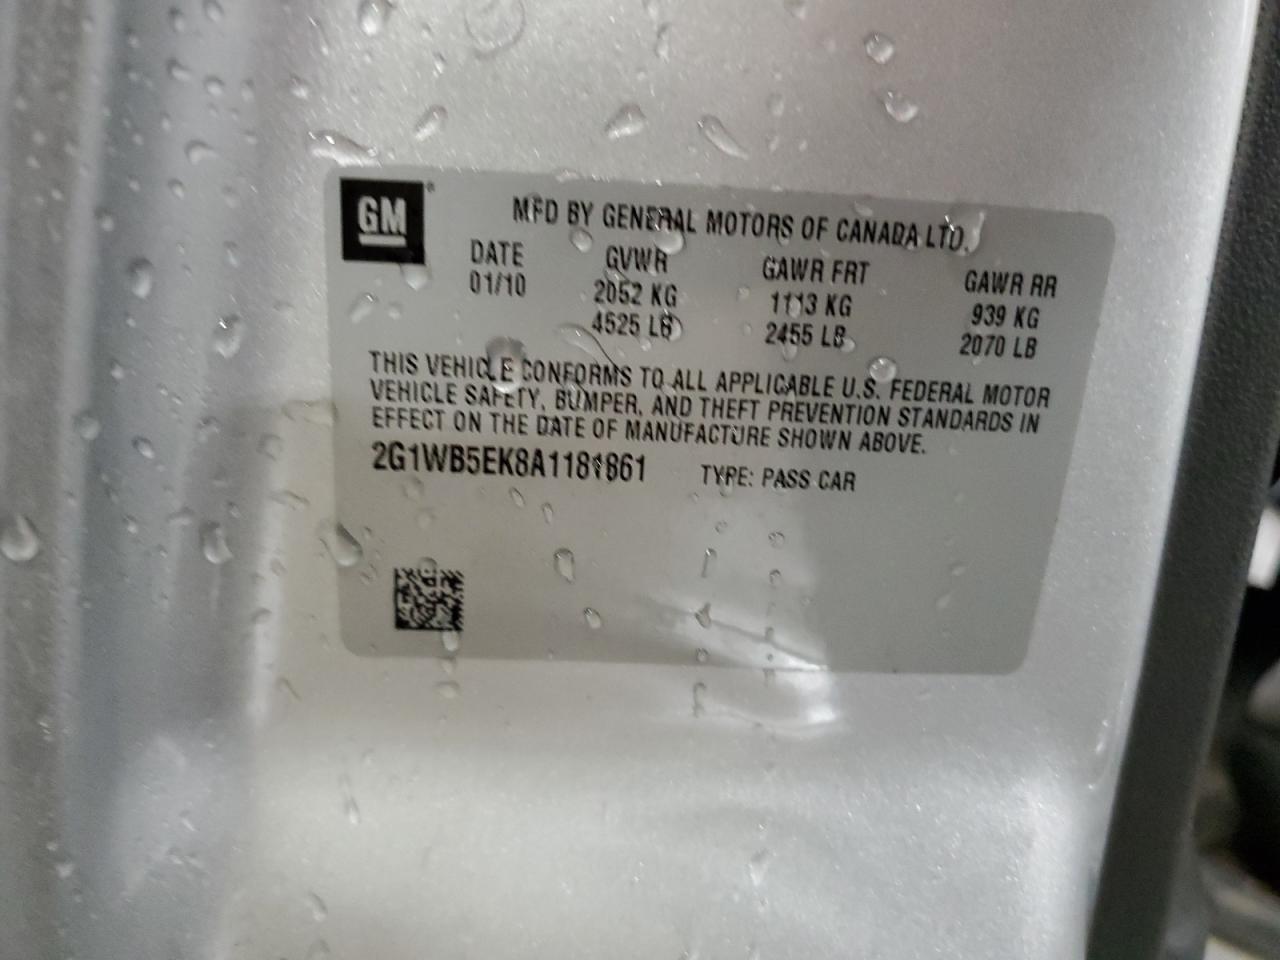 GM®
MFD BY GENERAL MOTORS OF CANADA LTD.
DATE GVWR GAWR FRT GAWR RR
01/10 2052 KG 1113 KG 939 KG
4525 LB 2455 LB 2070 LB
THIS VEHICLE CONFORMS TO ALL APPLICABLE U.S. FEDERAL MOTOR
VEHICLE SAFETY, BUMPER, AND THEFT PREVENTION STANDARDS IN
EFFECT ON THE DATE OF MANUFACTURE SHOWN ABOVE.
2G1WB5EK8A1181861 TYPE: PASS CAR